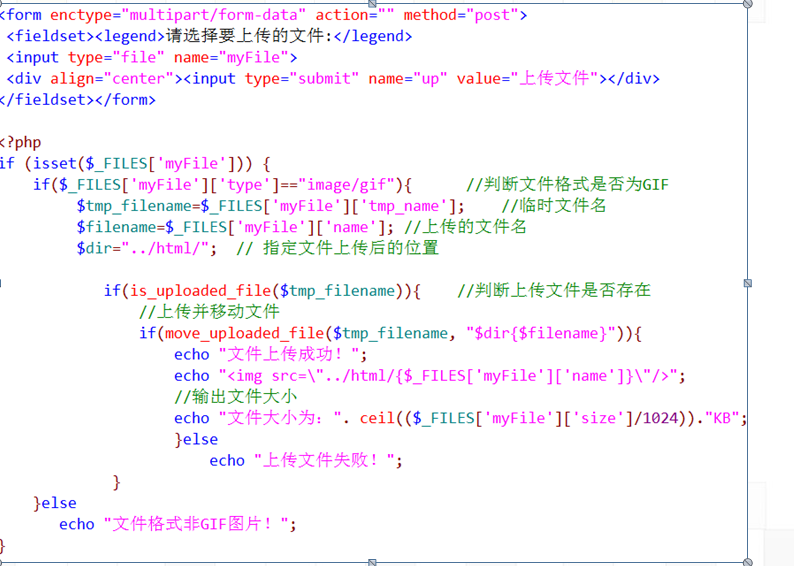 <form enctype="multipart/form-data" action="" method="post">
<fieldset><legend>请选择要上传的文件:</legend>
<input type="file" name="myFile">
<div align="center"><input type="submit" name="up" value="上传文件"></div>
</fieldset></form>
<?php
if (isset($_FILES['myFile'])) {
if($_FILES['myFile']['type']=="image/gif"){ //判断文件格式是否为GIF
$tmp_filename=$_FILES['myFile']['tmp_name']; //临时文件名
$filename=$_FILES['myFile']['name']; //上传的文件名
$dir="../html/"; // 指定文件上传后的位置
if(is_uploaded_file($tmp_filename)){ //判断上传文件是否存在
//上传并移动文件
if(move_uploaded_file($tmp_filename, "$dir{$filename}")){
echo "文件上传成功！";
echo "<img src=\"../html/{$_FILES['myFile']['name']}\"/>";
//输出文件大小
echo "文件大小为：". ceil(($_FILES['myFile']['size']/1024))."KB";
}else
echo "上传文件失败！";
}
}else
echo "文件格式非GIF图片！";
}